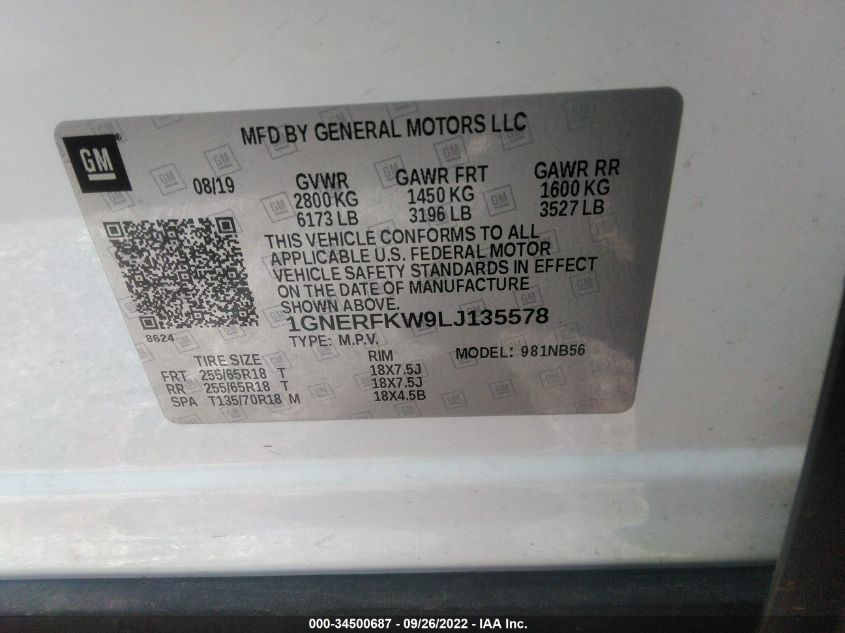 GM
MFD BY GENERAL MOTORS LLC
08/19 GVWR GAWR FRT GAWR RR
2800 KG 1450 KG 1600 KG
6173 LB 3196 LB 3527 LB
THIS VEHICLE CONFORMS TO ALL
APPLICABLE U.S. FEDERAL MOTOR
VEHICLE SAFETY STANDARDS IN EFFECT
ON THE DATE OF MANUFACTURE
SHOWN ABOVE.
8624
1GNERFKW9LJ135578
TYPE: M.P.V. MODEL: 981NB56
TIRE SIZE RIM
FRT 255/65R18 T 18X7.5J
RR 255/65R18 T 18X7.5J
SPA T135/70R18 M 18X4.5B
000-34500687 - 09/26/2022 - IAA Inc.